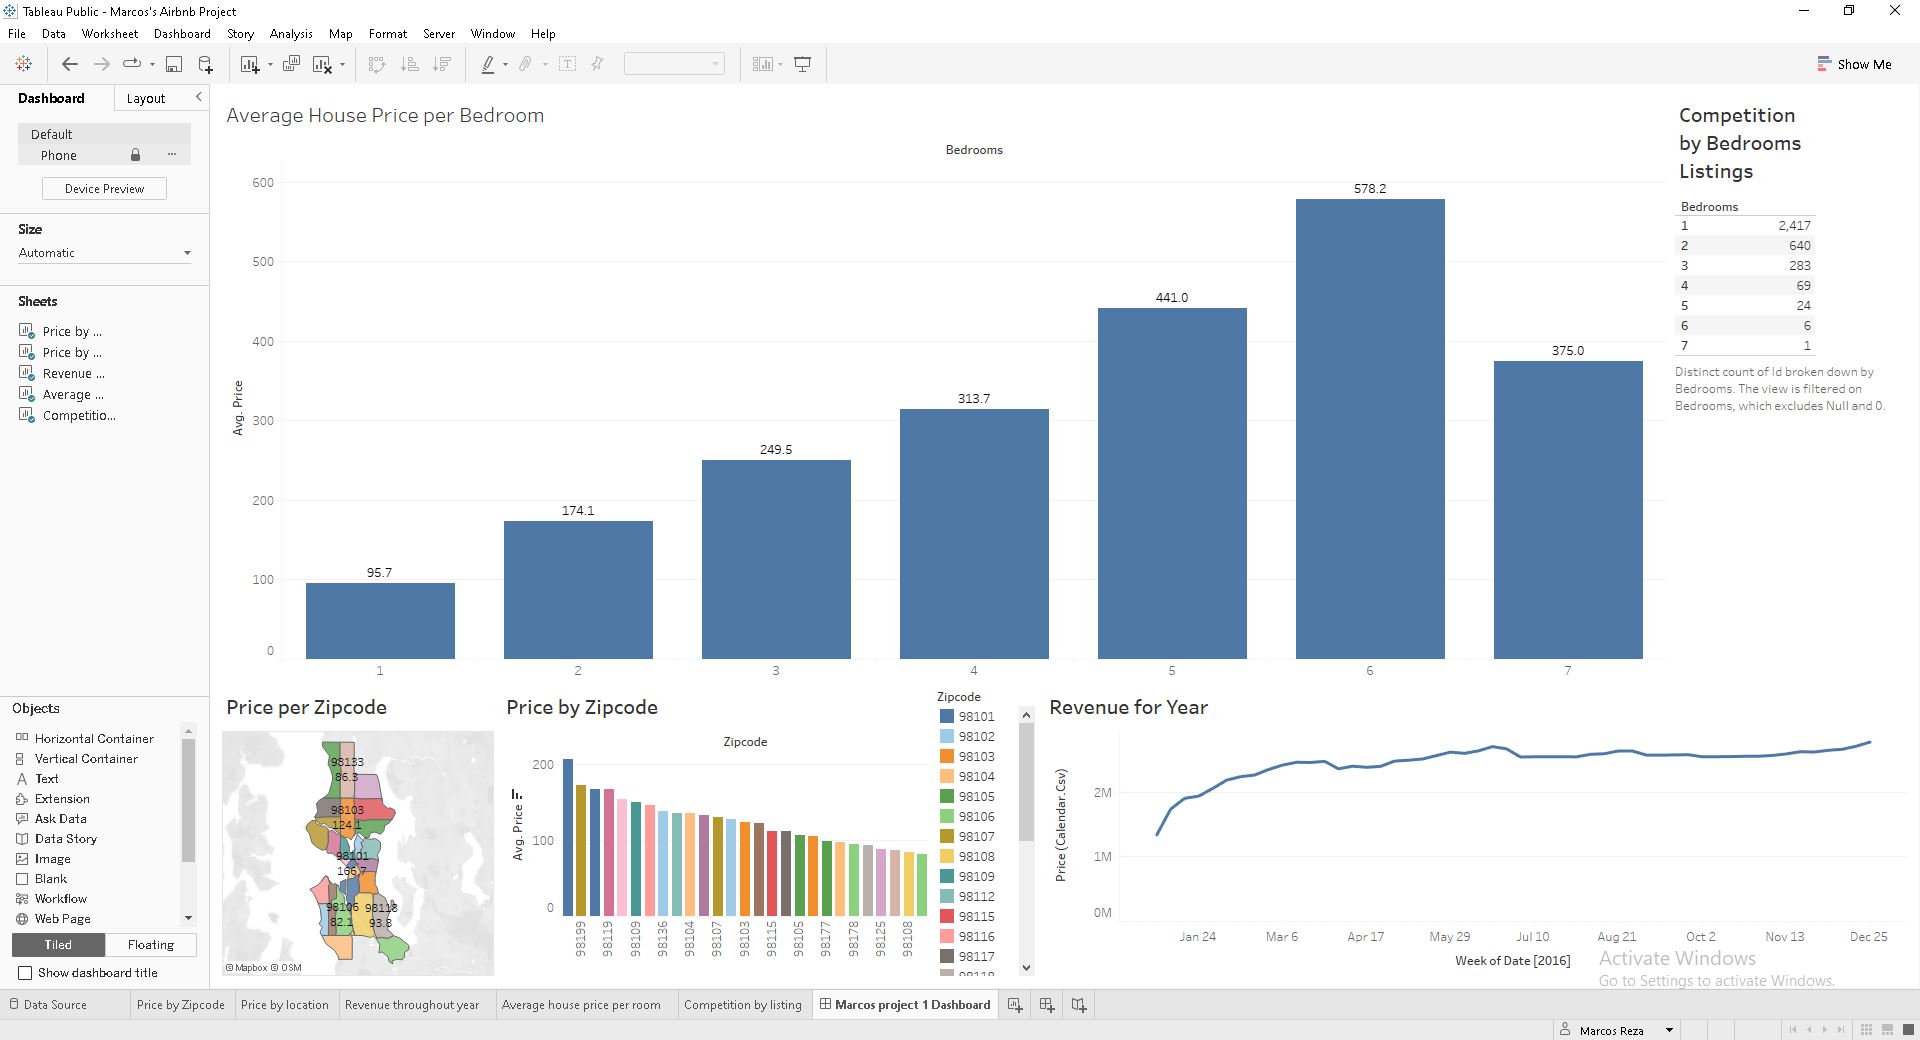 Tableau Public - Marcos's Airbnb Project
File Data Worksheet Dashboard Story Analysis Map Format Server Window Help
Show Me
Dashboard Layout
Default
Phone
Device Preview
Size
Automatic
Sheets
Price by ...
Price by ...
Revenue ...
Average ...
Competitio...
Objects
Horizontal Container
Vertical Container
Text
Extension
Ask Data
Data Story
Image
Blank
Workflow
Web Page
Tiled Floating
Show dashboard title
Average House Price per Bedroom
Bedrooms
Avg. Price
600
500
400
300
200
100
0
95.7
174.1
249.5
313.7
441.0
578.2
375.0
1 2 3 4 5 6 7
Competition
by Bedrooms
Listings
Bedrooms
1 2,417
2 640
3 283
4 69
5 24
6 6
7 1
Distinct count of Id broken down by
Bedrooms. The view is filtered on
Bedrooms, which excludes Null and 0.
Price per Zipcode
98133
86.3
98103
124.1
98101
166.7
98106
82.1
98118
93.8
© Mapbox © OSM
Price by Zipcode
Zipcode
Avg. Price
200
100
0
98199 98119 98109 98136 98104 98107 98103 98115 98105 98177 98178 98125 98108
Zipcode
98101
98102
98103
98104
98105
98106
98107
98108
98109
98112
98115
98116
98117
98118
Revenue for Year
Price (Calendar.Csv)
2M
1M
0M
Jan 24 Mar 6 Apr 17 May 29 Jul 10 Aug 21 Oct 2 Nov 13 Dec 25
Week of Date [2016]
Activate Windows
Go to Settings to activate Windows.
Data Source Price by Zipcode Price by location Revenue throughout year Average house price per room Competition by listing Marcos project 1 Dashboard
Marcos Reza